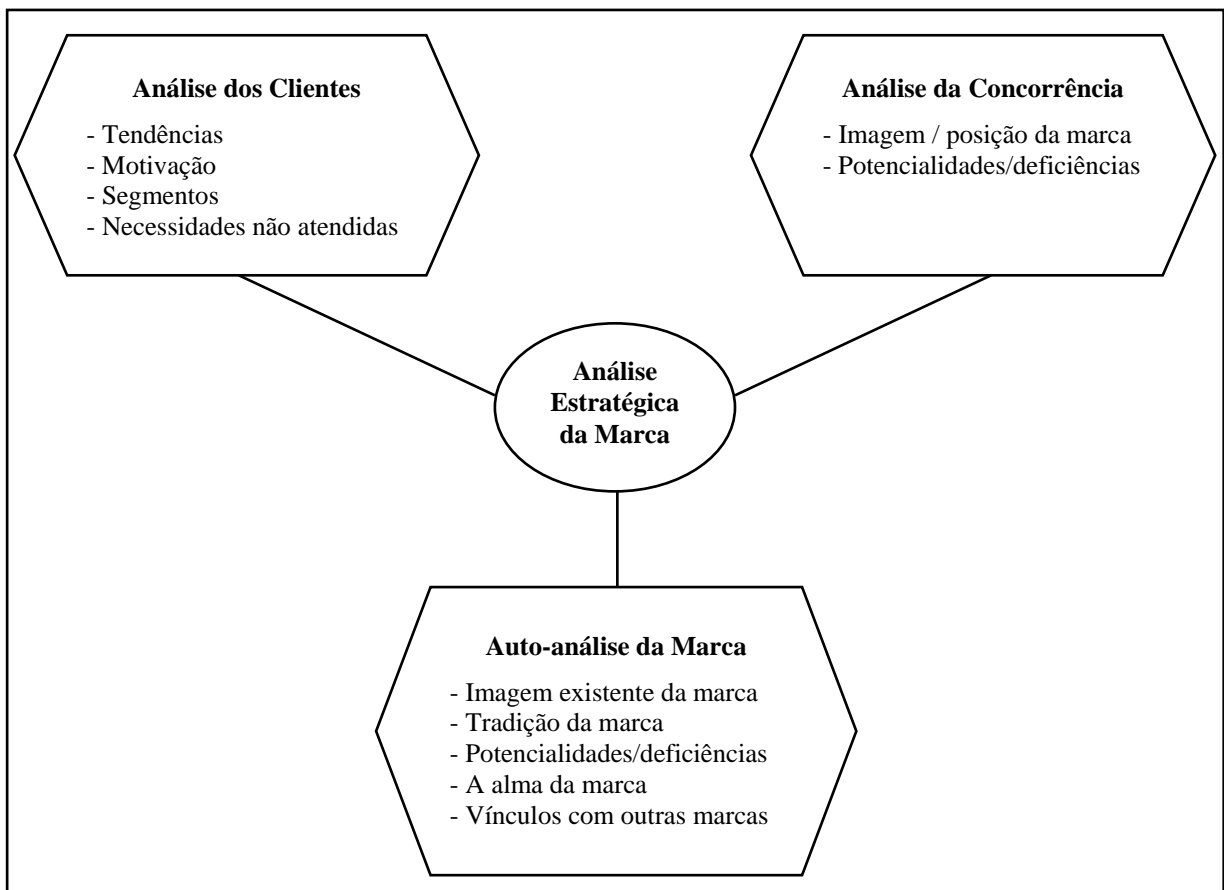 Análise dos Clientes
- Tendências
- Motivação
- Segmentos
- Necessidades não atendidas
Análise da Concorrência
- Imagem / posição da marca
- Potencialidades/deficiências
Análise
Estratégica
da Marca
Auto-análise da Marca
- Imagem existente da marca
- Tradição da marca
- Potencialidades/deficiências
- A alma da marca
- Vínculos com outras marcas